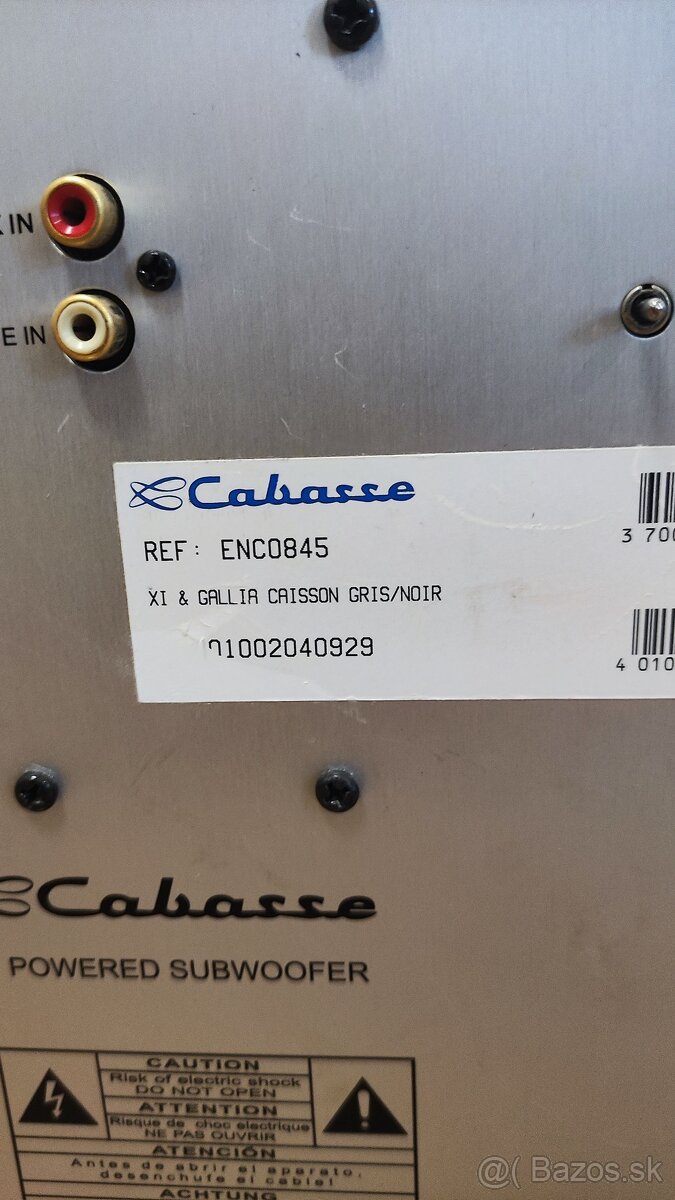 IN
E IN
Cabasse
REF: ENC0845
3 700
XI & GALLIA CAISSON GRIS/NOIR
01002040929
4 010
Cabasse
POWERED SUBWOOFER
CAUTION
Risk of electric shock
DO NOT OPEN
ATTENTION
Risque de choc electrique
NE PAS OUVRIR
ATENCIÓN
Antes de abrir el aparato,
desenchufe el cable!
ACHTUNG
@( Bazos.sk